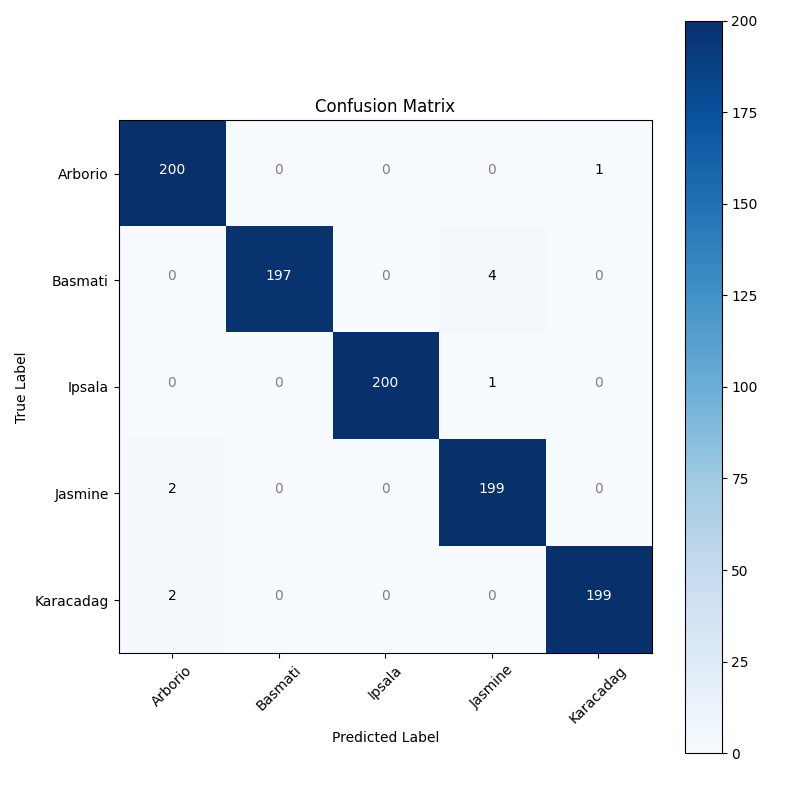 Confusion Matrix
True Label
Arborio 200 0 0 0 1
Basmati 0 197 0 4 0
Ipsala 0 0 200 1 0
Jasmine 2 0 0 199 0
Karacadag 2 0 0 0 199
Arborio Basmati Ipsala Jasmine Karacadag
Predicted Label
200
175
150
125
100
75
50
25
0